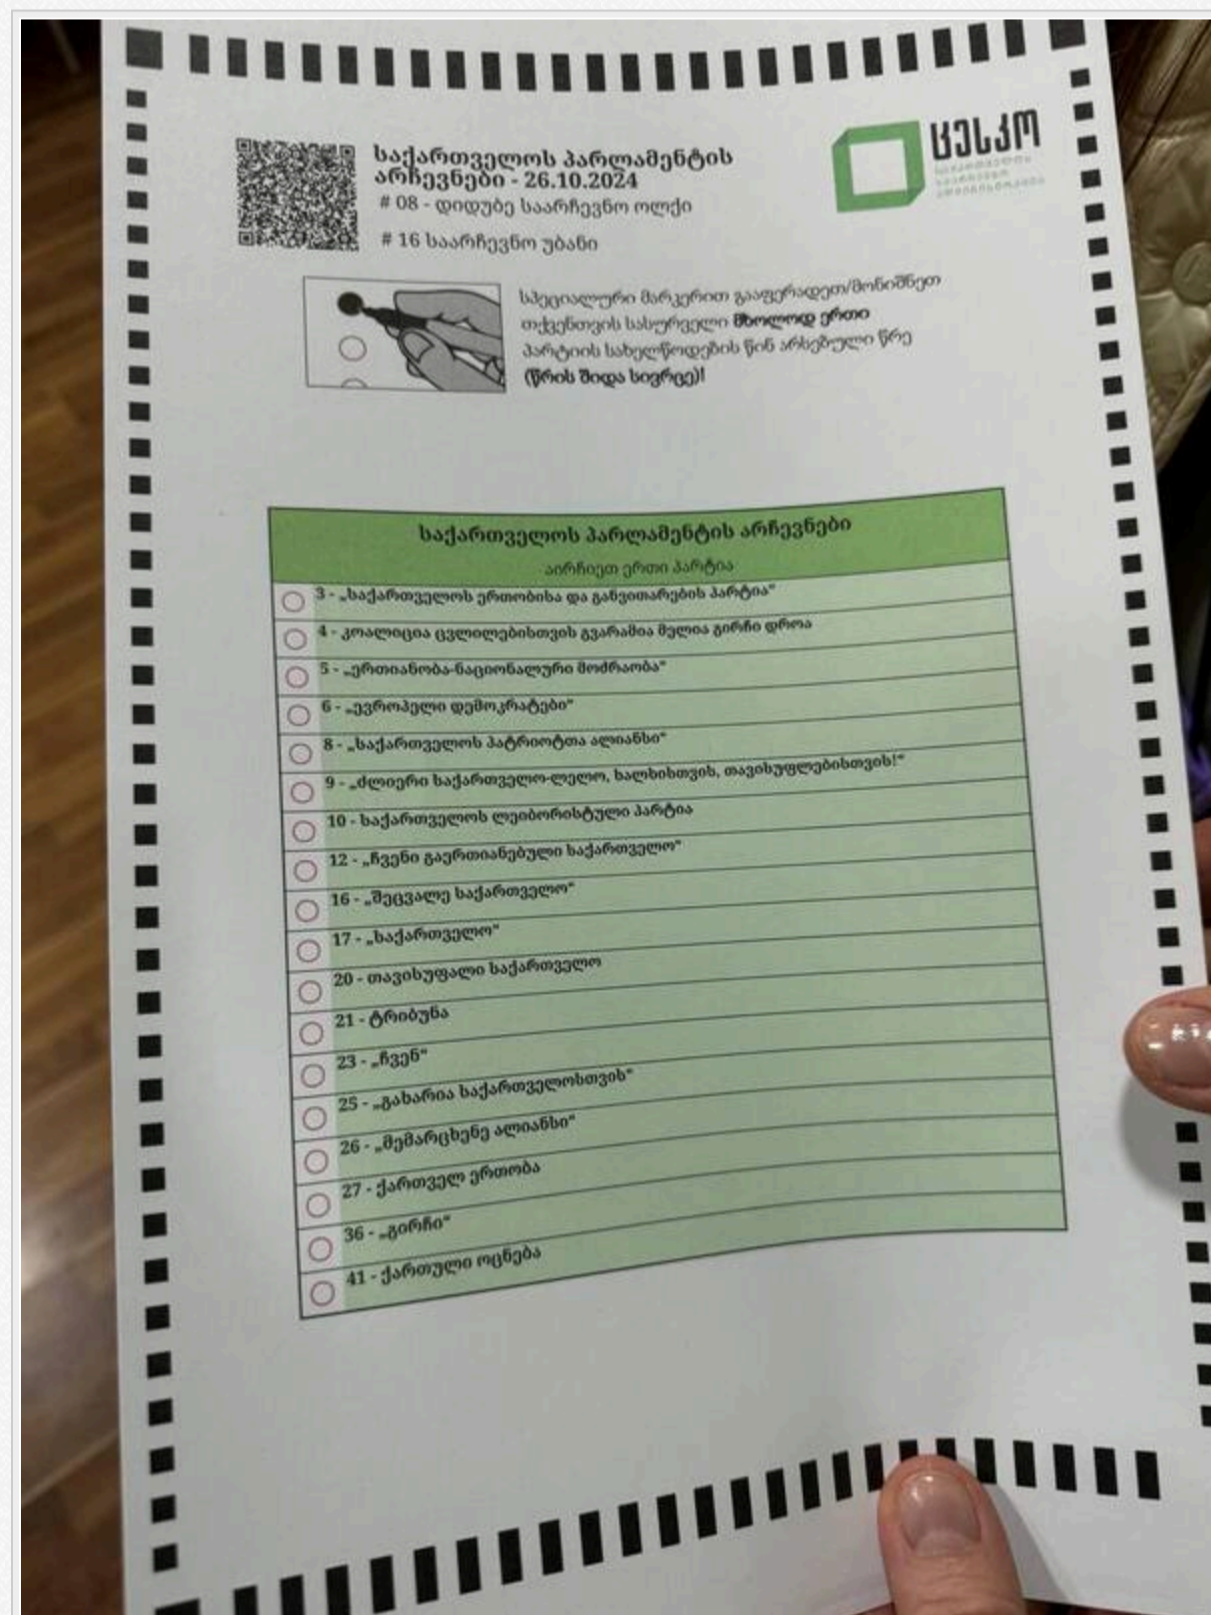 საქართველოს პარლამენტის
არჩევნები - 26.10.2024
# 08 - დიდუბე საარჩევნო ოლქი
# 16 საარჩევნო უბანი
ცესკო
საქართველოს
საარჩევნო
ადმინისტრაცია
სპეციალური მარკერით გააფერადეთ/მონიშნეთ
თქვენთვის სასურველი მხოლოდ ერთი
პარტიის სახელწოდების წინ არსებული წრე
(წრის შიდა სივრცე)!
საქართველოს პარლამენტის არჩევნები
აირჩიეთ ერთი პარტია
3 - „საქართველოს ერთობისა და განვითარების პარტია“
4 - კოალიცია ცვლილებისთვის გვარამია მელია გირჩი დროა
5 - „ერთიანობა-ნაციონალური მოძრაობა“
6 - „ევროპელი დემოკრატები“
8 - „საქართველოს პატრიოტთა ალიანსი“
9 - „ძლიერი საქართველო-ლელო, ხალხისთვის, თავისუფლებისთვის!“
10 - საქართველოს ლეიბორისტული პარტია
12 - „ჩვენი გაერთიანებული საქართველო“
16 - „შეცვალე საქართველო“
17 - „საქართველო“
20 - თავისუფალი საქართველო
21 - ტრიბუნა
23 - „ჩვენ“
25 - „გახარია საქართველოსთვის“
26 - „მემარცხენე ალიანსი“
27 - ქართველ ერთობა
36 - „გირჩი“
41 - ქართული ოცნება